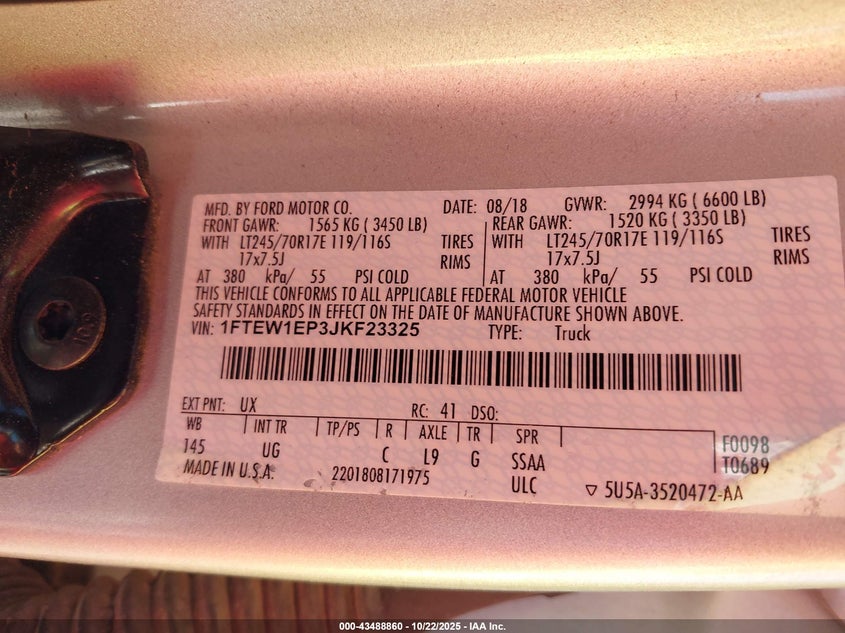 MFD. BY FORD MOTOR CO. DATE: 08/18 GVWR: 2994 KG ( 6600 LB)
FRONT GAWR: 1565 KG ( 3450 LB) REAR GAWR: 1520 KG ( 3350 LB)
WITH LT245/70R17E 119/116S TIRES WITH LT245/70R17E 119/116S TIRES
17x7.5J RIMS 17x7.5J RIMS
AT 380 kPa/ 55 PSI COLD AT 380 kPa/ 55 PSI COLD
THIS VEHICLE CONFORMS TO ALL APPLICABLE FEDERAL MOTOR VEHICLE
SAFETY STANDARDS IN EFFECT ON THE DATE OF MANUFACTURE SHOWN ABOVE.
VIN: 1FTEW1EP3JKF23325 TYPE: Truck
EXT PNT: UX RC: 41 DSO:
WB INT TR TP/PS R AXLE TR SPR F0098
145 UG C L9 G SSAA T0689
MADE IN U.S.A. 2201808171975 ULC ▽ 5U5A-3520472-AA
000-43488860 - 10/22/2025 - IAA Inc.